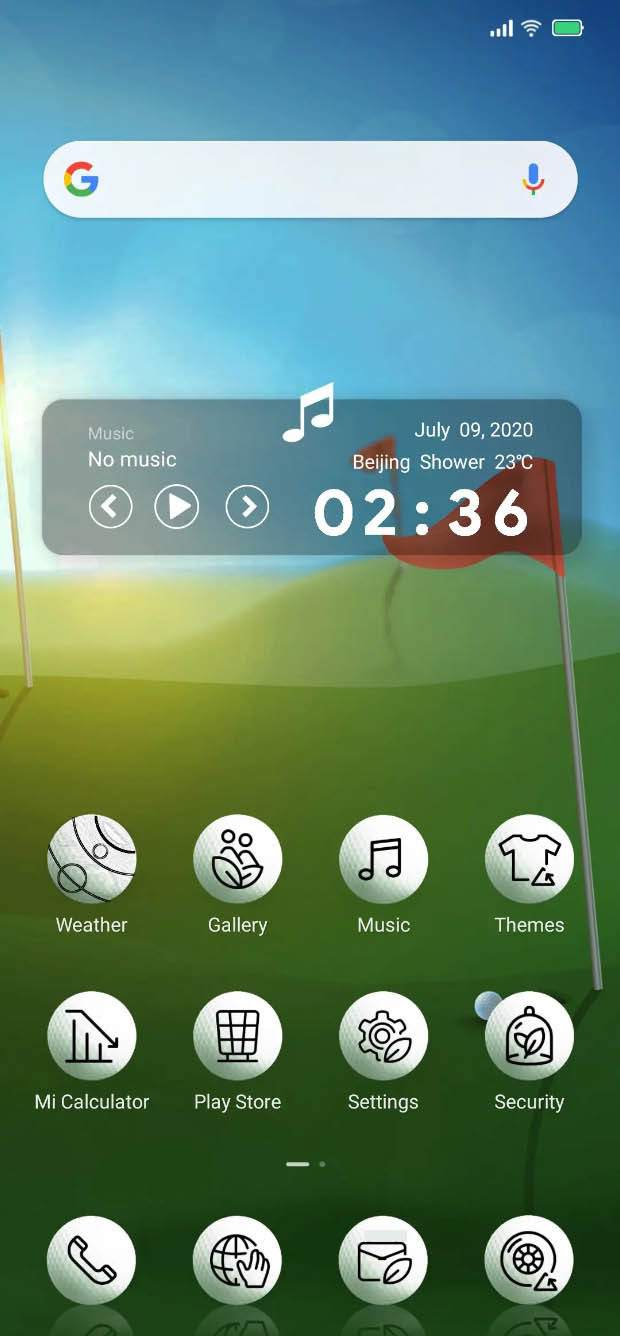 G
Music
No music
July 09, 2020
Beijing Shower 23℃
02:36
Weather
Gallery
Music
Themes
Mi Calculator
Play Store
Settings
Security